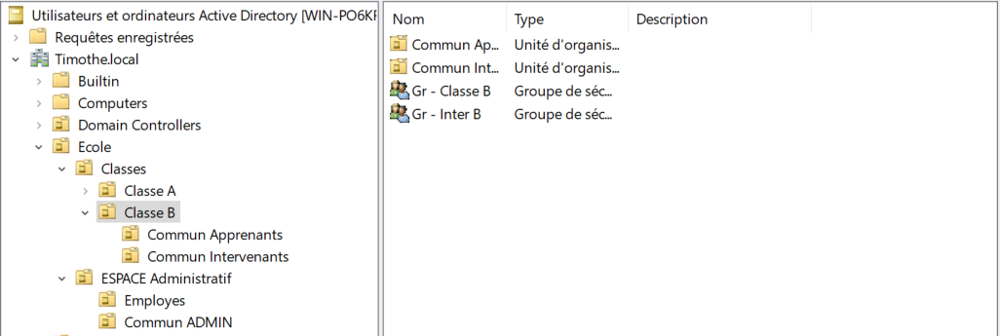 Utilisateurs et ordinateurs Active Directory [WIN-PO6KF
Requêtes enregistrées
Timothe.local
Builtin
Computers
Domain Controllers
Ecole
Classes
Classe A
Classe B
Commun Apprenants
Commun Intervenants
ESPACE Administratif
Employes
Commun ADMIN
Nom Type Description
Commun Ap... Unité d'organis...
Commun Int... Unité d'organis...
Gr - Classe B Groupe de séc...
Gr - Inter B Groupe de séc...